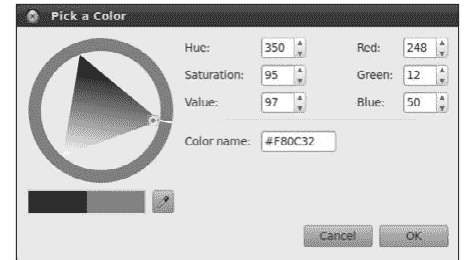 Pick a Color
Hue: 350 Red: 248
Saturation: 95 Green: 12
Value: 97 Blue: 50
Color name: #F80C32
Cancel OK